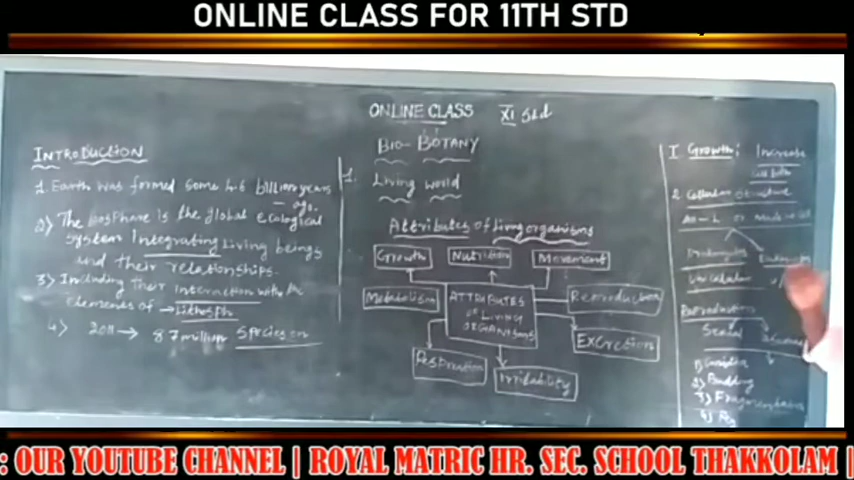 ONLINE CLASS FOR 11TH STD
ONLINE CLASS XI Std
BIO-BOTANY
1. Living world
INTRODUCTION
1. Earth was formed some 4.6 billion years
ago.
2) The biosphere is the global ecological
system Integrating Living beings
and their relationships.
3) Including their interaction with the
elements of → Lithosph
4) 2011 → 8.7 million Species on
Attributes of living organisms
Growth
Nutrition
Movement
Metabolism
ATTRIBUTES
OF LIVING
ORGANISMS
Reproduction
Excretion
Respiration
Irritability
I. Growth: Increase
2. Cellular Structure
Reproduction
Sexual
2) Budding
3) Fragmentation
: OUR YOUTUBE CHANNEL | ROYAL MATRIC HR. SEC. SCHOOL THAKKOLAM |